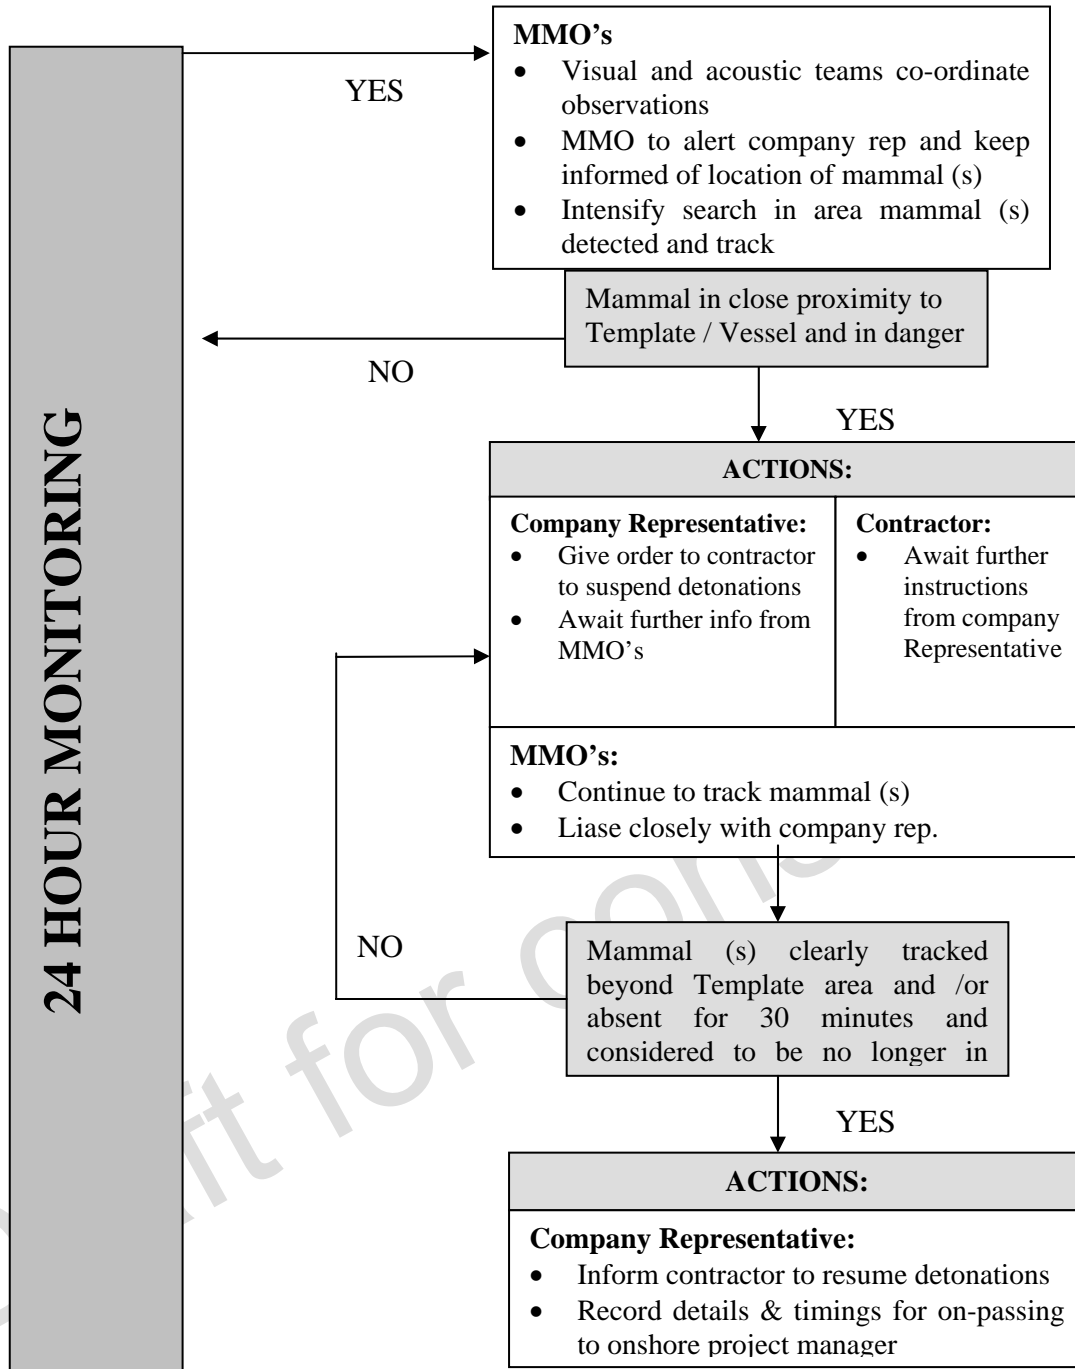 24 HOUR MONITORING
YES
MMO's
• Visual and acoustic teams co-ordinate
observations
• MMO to alert company rep and keep
informed of location of mammal (s)
• Intensify search in area mammal (s)
detected and track
Mammal in close proximity to
Template / Vessel and in danger
NO
YES
ACTIONS:
Company Representative:
• Give order to contractor
to suspend detonations
• Await further info from
MMO's
Contractor:
• Await further
instructions
from company
Representative
MMO's:
• Continue to track mammal (s)
• Liase closely with company rep.
NO
Mammal (s) clearly tracked
beyond Template area and /or
absent for 30 minutes and
considered to be no longer in
YES
ACTIONS:
Company Representative:
• Inform contractor to resume detonations
• Record details & timings for on-passing
to onshore project manager